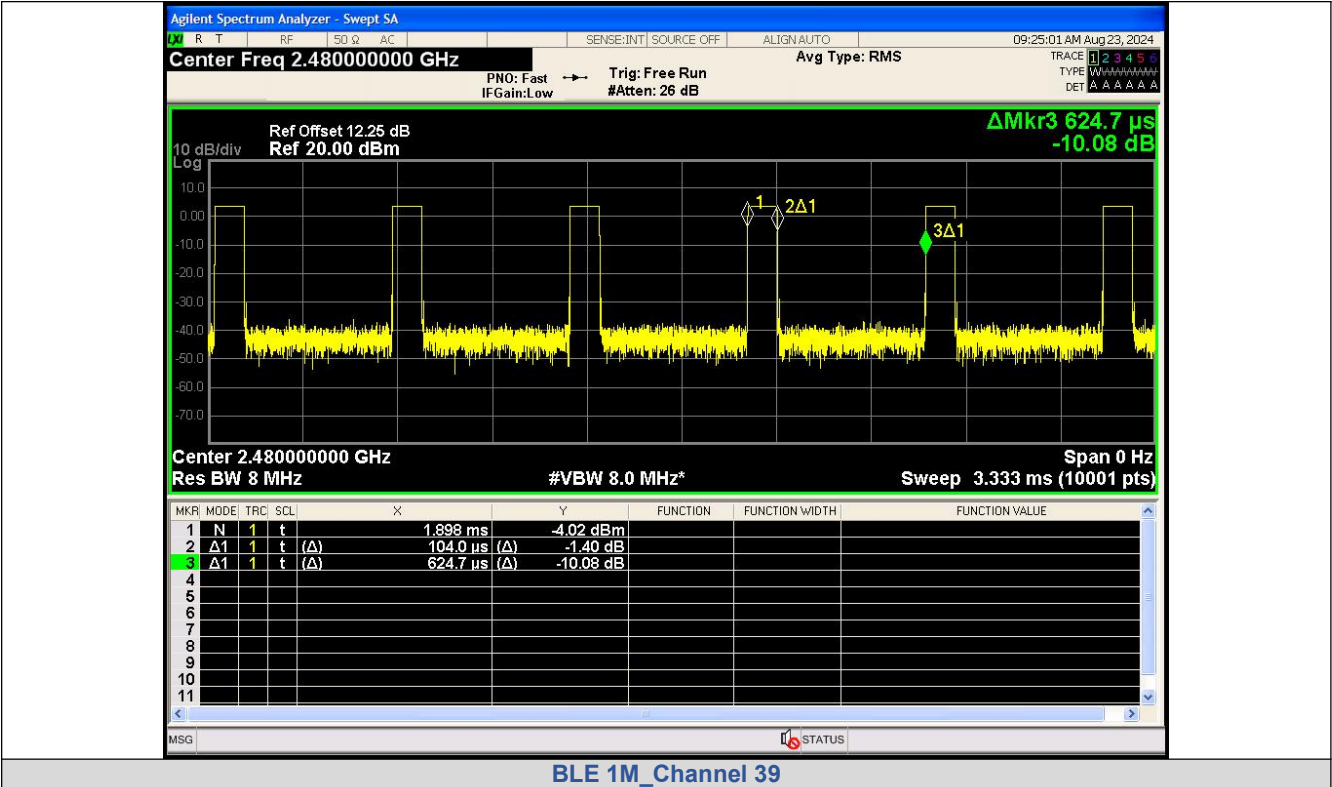 Agilent Spectrum Analyzer - Swept SA
LXI R T RF 50 Ω AC SENSE:INT SOURCE OFF ALIGN AUTO 09:25:01 AM Aug 23, 2024
Center Freq 2.480000000 GHz Avg Type: RMS TRACE 1 2 3 4 5 6
PNO: Fast Trig: Free Run TYPE WWWWWW
IFGain:Low #Atten: 26 dB DET A A A A A A
ΔMkr3 624.7 µs
Ref Offset 12.25 dB
10 dB/div Ref 20.00 dBm -10.08 dB
Log
10.0
1 2Δ1
0.00
3Δ1
-10.0
-20.0
-30.0
-40.0
-50.0
-60.0
-70.0
Center 2.480000000 GHz Span 0 Hz
Res BW 8 MHz #VBW 8.0 MHz* Sweep 3.333 ms (10001 pts)
MKR MODE TRC SCL X Y FUNCTION FUNCTION WIDTH FUNCTION VALUE
1 N 1 t 1.898 ms -4.02 dBm
2 Δ1 1 t (Δ) 104.0 µs (Δ) -1.40 dB
3 Δ1 1 t (Δ) 624.7 µs (Δ) -10.08 dB
4
5
6
7
8
9
10
11
MSG STATUS
BLE 1M_Channel 39